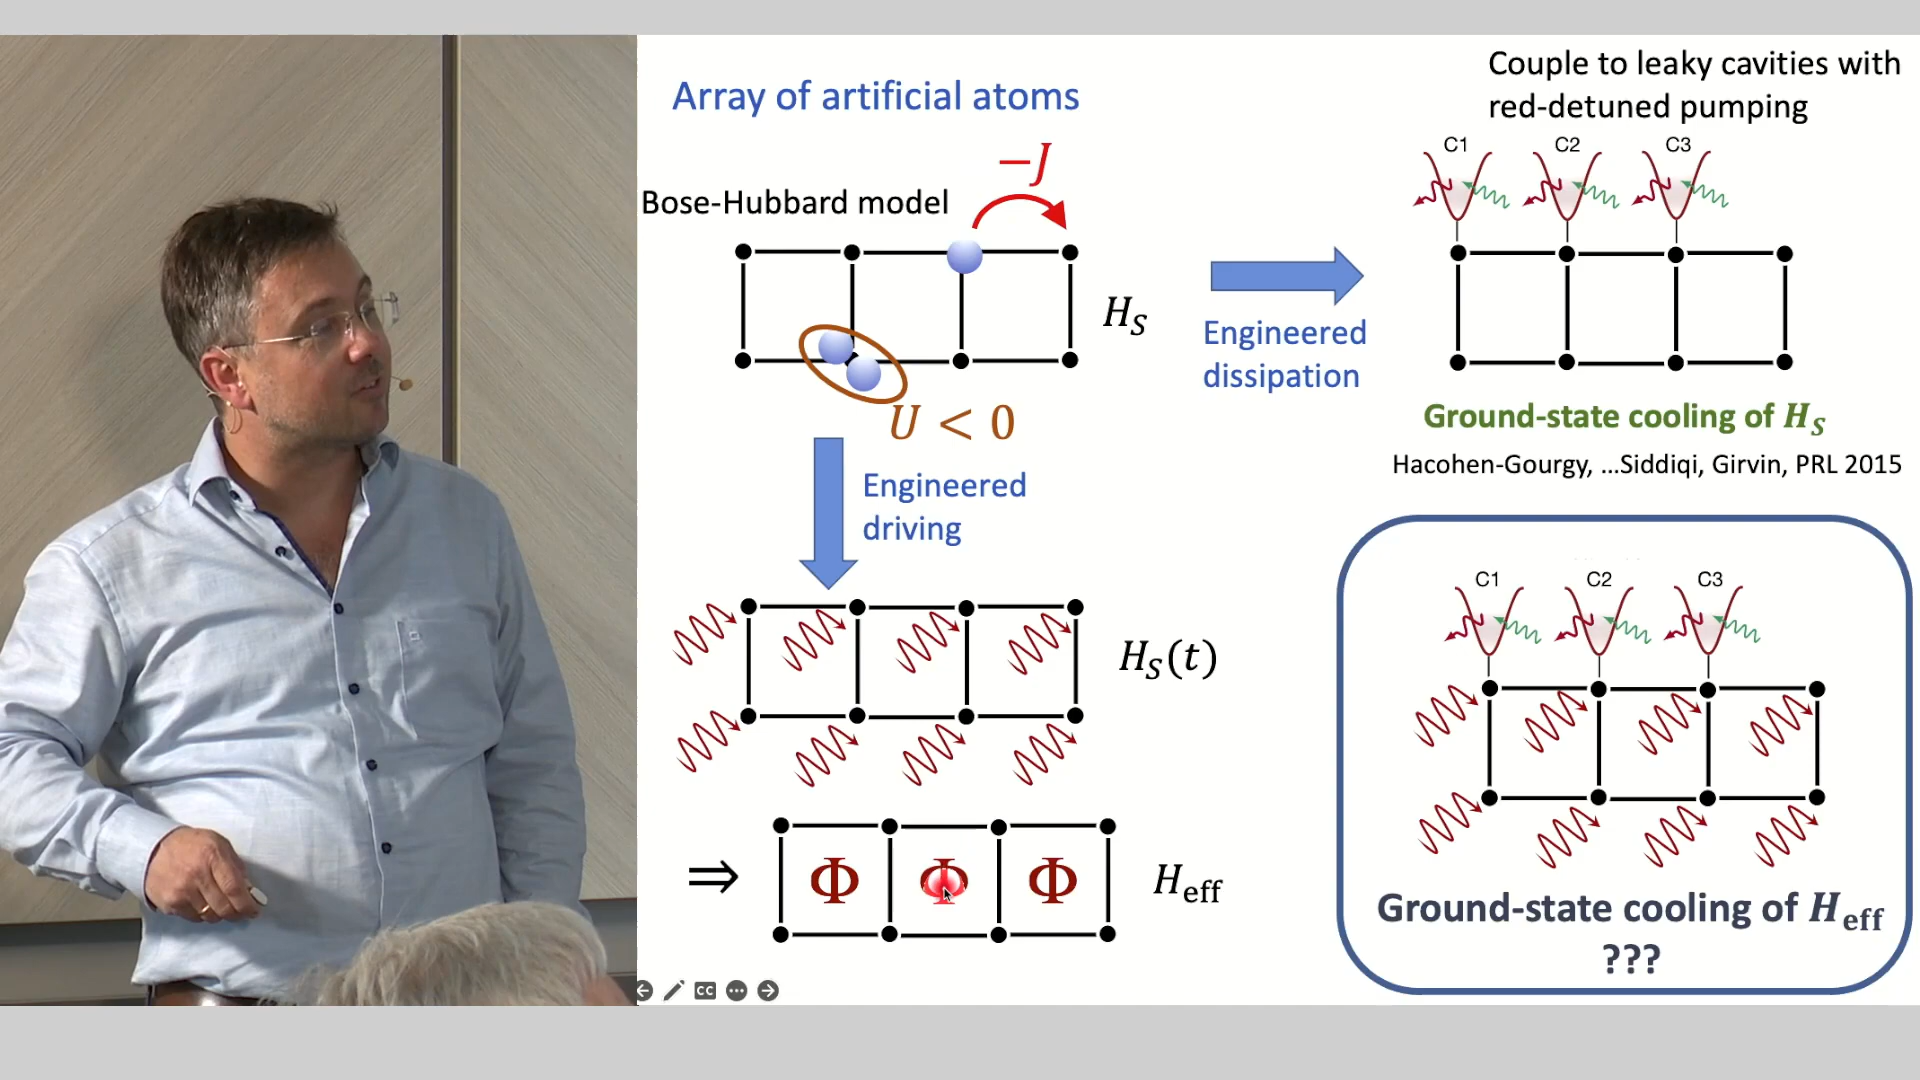 Array of artificial atoms
−J
Bose-Hubbard model
H_S
U < 0
Engineered
driving
H_S(t)
⇒
Φ Φ Φ
H_eff
Engineered
dissipation
Couple to leaky cavities with
red-detuned pumping
C1 C2 C3
Ground-state cooling of H_S
Hacohen-Gourgy, ...Siddiqi, Girvin, PRL 2015
C1 C2 C3
Ground-state cooling of H_eff
???
CC